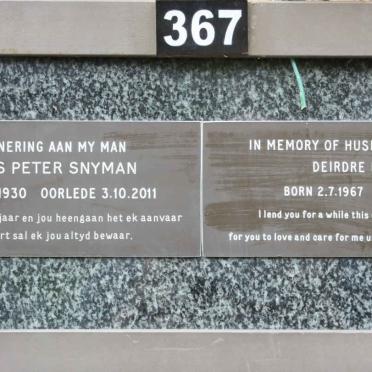 367
NERING AAN MY MAN
S PETER SNYMAN
1930 OORLEDE 3.10.2011
jaar en jou heengaan het ek aanvaar
rt sal ek jou altyd bewaar.
IN MEMORY OF HUS
DEIRDRE
BORN 2.7.1967
I lend you for a while this
for you to love and care for me